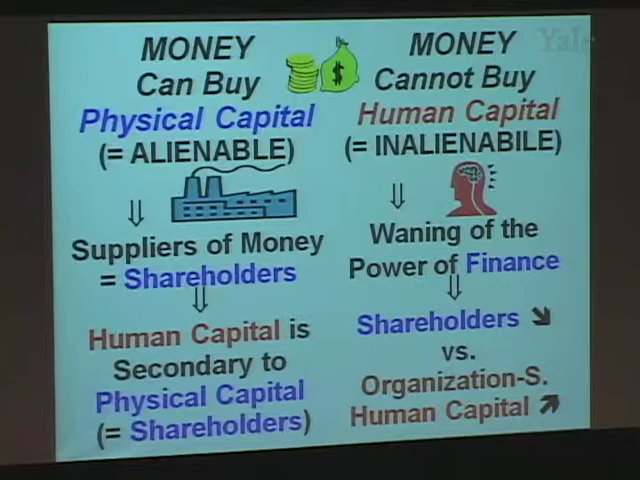 MONEY
Can Buy
Physical Capital
(= ALIENABLE)
⇓
Suppliers of Money
= Shareholders
⇓
Human Capital is
Secondary to
Physical Capital
(= Shareholders)
$
MONEY
Cannot Buy
Human Capital
(= INALIENABILE)
⇓
Waning of the
Power of Finance
⇓
Shareholders ↘
vs.
Organization-S.
Human Capital ↗
Yale